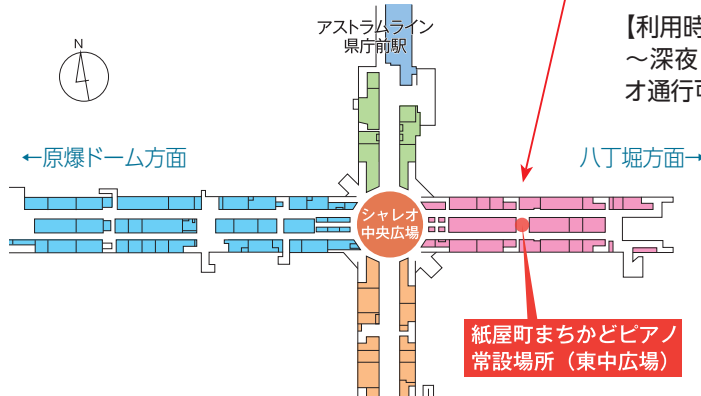 アストラムライン
県庁前駅
【利用時
～深夜
オ通行可
N
←原爆ドーム方面
八丁堀方面→
シャレオ
中央広場
紙屋町まちかどピアノ
常設場所（東中広場）